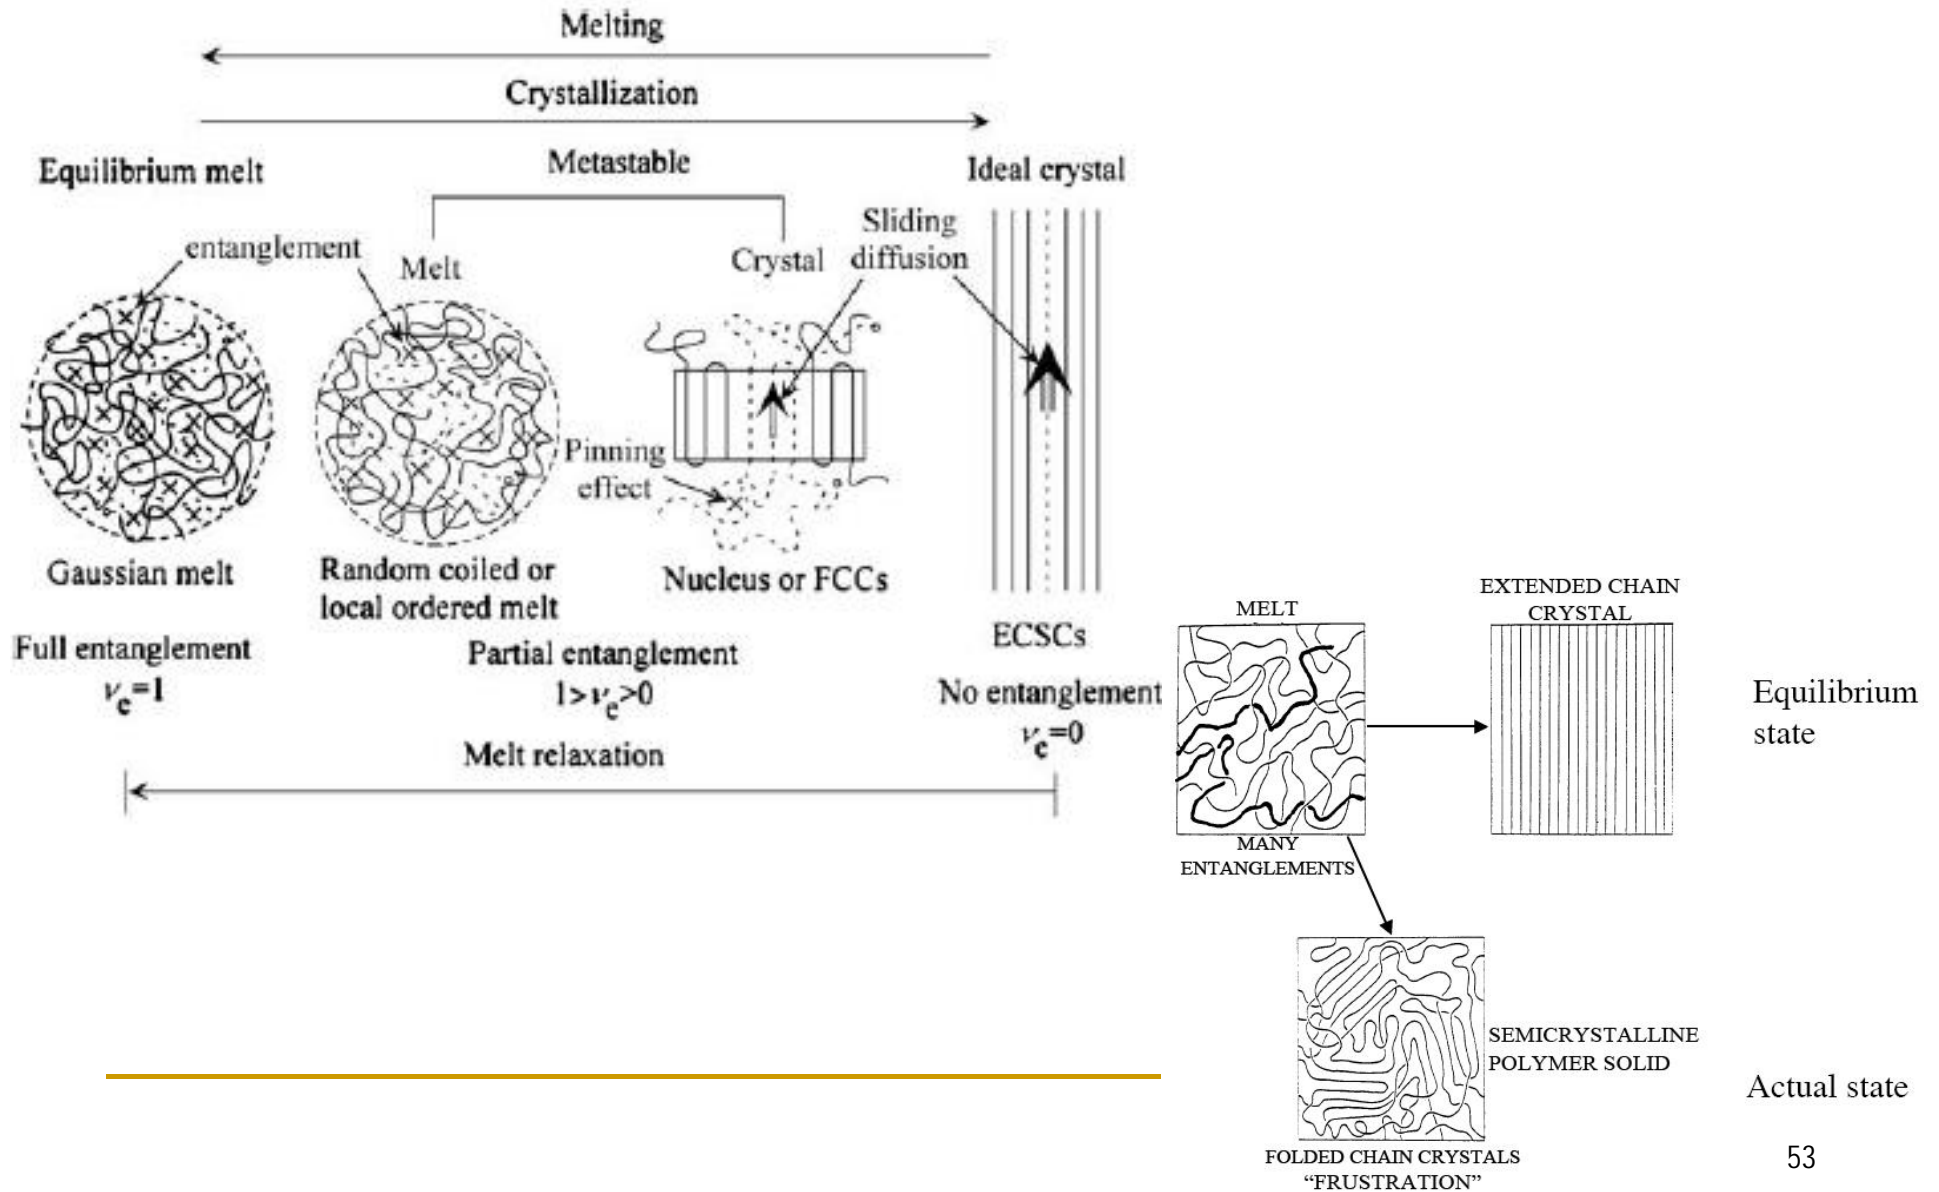 Melting
Crystallization
Metastable
Equilibrium melt
Ideal crystal
entanglement
Melt
Crystal
Sliding
diffusion
Pinning
effect
Gaussian melt
Random coiled or
local ordered melt
Nucleus or FCCs
ECSCs
Full entanglement
νe=1
Partial entanglement
1>νe>0
No entanglement
νe=0
Melt relaxation
MELT
EXTENDED CHAIN
CRYSTAL
Equilibrium
state
MANY
ENTANGLEMENTS
SEMICRYSTALLINE
POLYMER SOLID
Actual state
FOLDED CHAIN CRYSTALS
“FRUSTRATION”
53